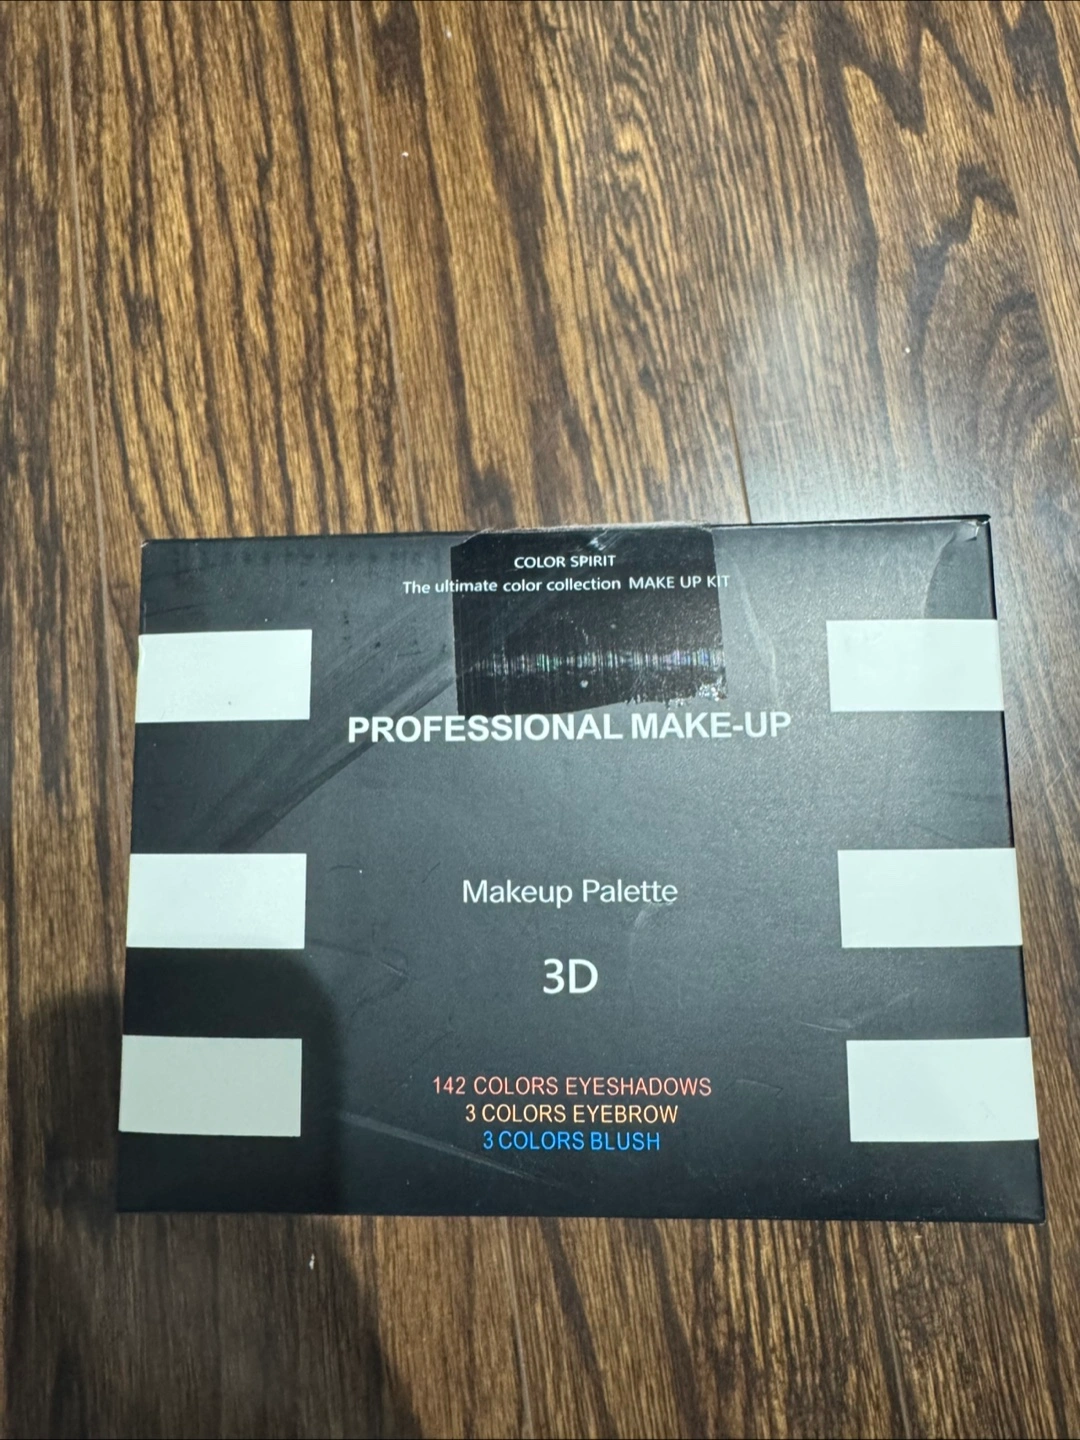 COLOR SPIRIT
The ultimate color collection MAKE UP KIT
PROFESSIONAL MAKE-UP
Makeup Palette
3D
142 COLORS EYESHADOWS
3 COLORS EYEBROW
3 COLORS BLUSH